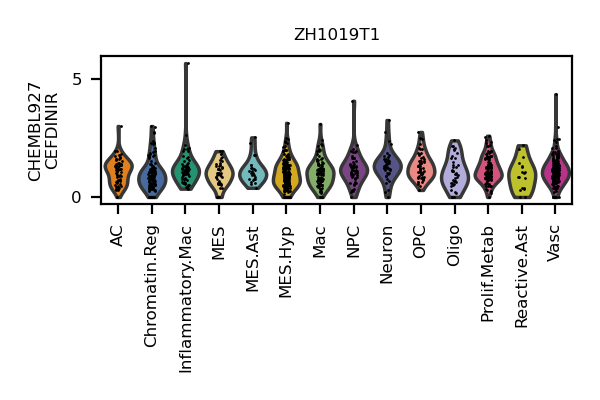 ZH1019T1
CHEMBL927
CEFDINIR
5
0
AC
Chromatin.Reg
Inflammatory.Mac
MES
MES.Ast
MES.Hyp
Mac
NPC
Neuron
OPC
Oligo
Prolif.Metab
Reactive.Ast
Vasc